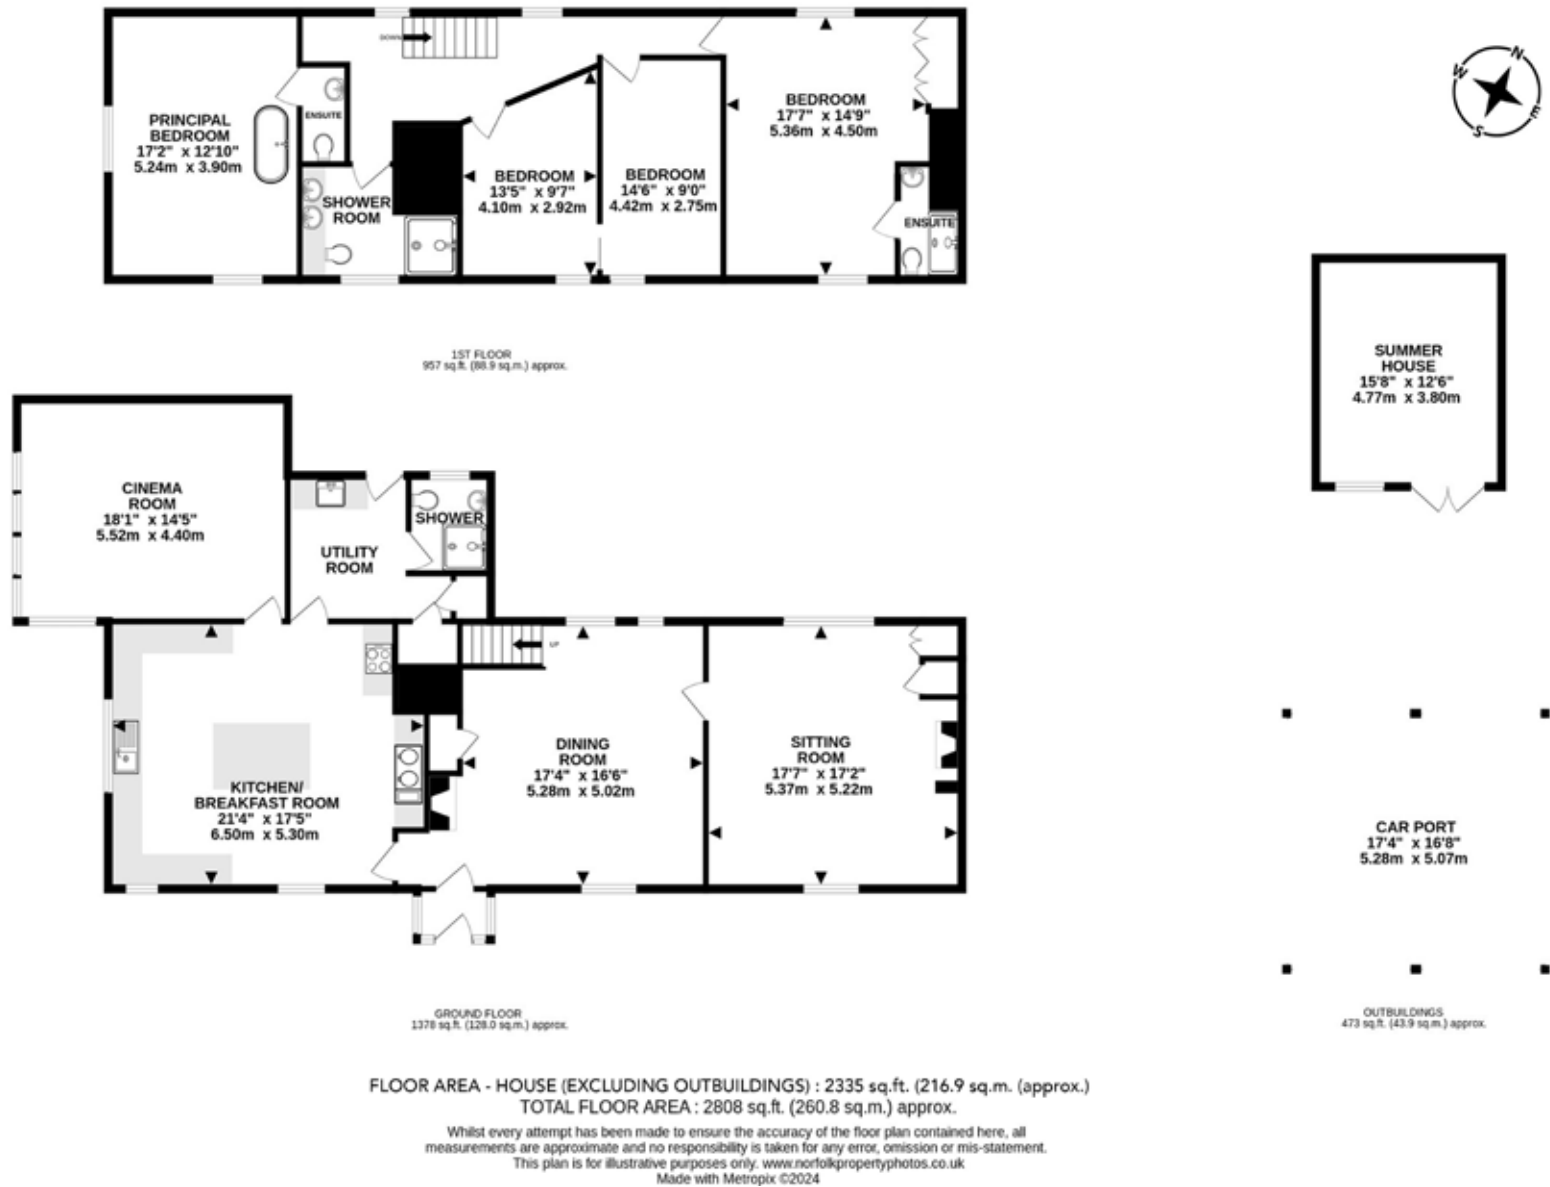 DOWN
PRINCIPAL
BEDROOM
17'2" x 12'10"
5.24m x 3.90m
ENSUITE
SHOWER
ROOM
BEDROOM
13'5" x 9'7"
4.10m x 2.92m
BEDROOM
14'6" x 9'0"
4.42m x 2.75m
BEDROOM
17'7" x 14'9"
5.36m x 4.50m
ENSUITE
N
W
E
S
1ST FLOOR
957 sq.ft. (88.9 sq.m.) approx.
SUMMER
HOUSE
15'8" x 12'6"
4.77m x 3.80m
CINEMA
ROOM
18'1" x 14'5"
5.52m x 4.40m
UTILITY
ROOM
SHOWER
UP
KITCHEN/
BREAKFAST ROOM
21'4" x 17'5"
6.50m x 5.30m
DINING
ROOM
17'4" x 16'6"
5.28m x 5.02m
SITTING
ROOM
17'7" x 17'2"
5.37m x 5.22m
CAR PORT
17'4" x 16'8"
5.28m x 5.07m
GROUND FLOOR
1378 sq.ft. (128.0 sq.m.) approx.
OUTBUILDINGS
473 sq.ft. (43.9 sq.m.) approx.
FLOOR AREA - HOUSE (EXCLUDING OUTBUILDINGS) : 2335 sq.ft. (216.9 sq.m. (approx.)
TOTAL FLOOR AREA : 2808 sq.ft. (260.8 sq.m.) approx.
Whilst every attempt has been made to ensure the accuracy of the floor plan contained here, all
measurements are approximate and no responsibility is taken for any error, omission or mis-statement.
This plan is for illustrative purposes only. www.norfolkpropertyphotos.co.uk
Made with Metropix ©2024